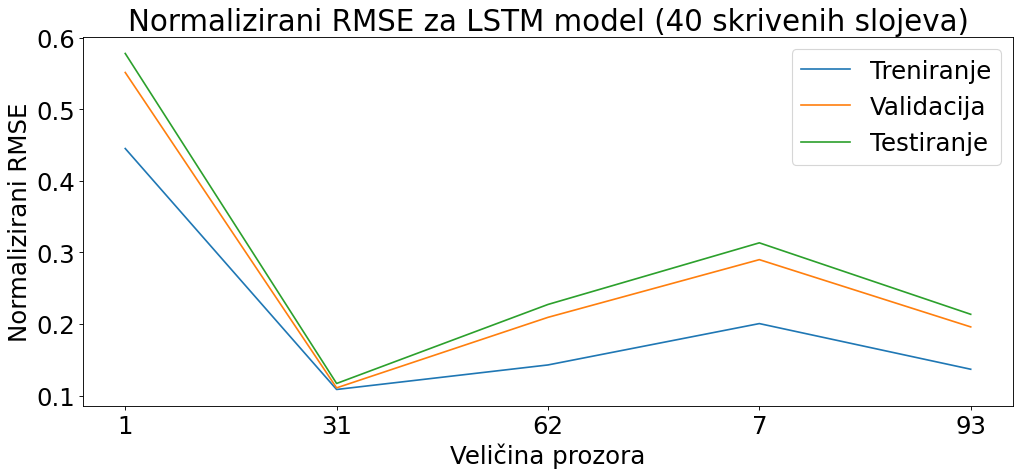 Normalizirani RMSE za LSTM model (40 skrivenih slojeva)
0.6
0.5
0.4
0.3
0.2
0.1
Normalizirani RMSE
Treniranje
Validacija
Testiranje
1 31 62 7 93
Veličina prozora